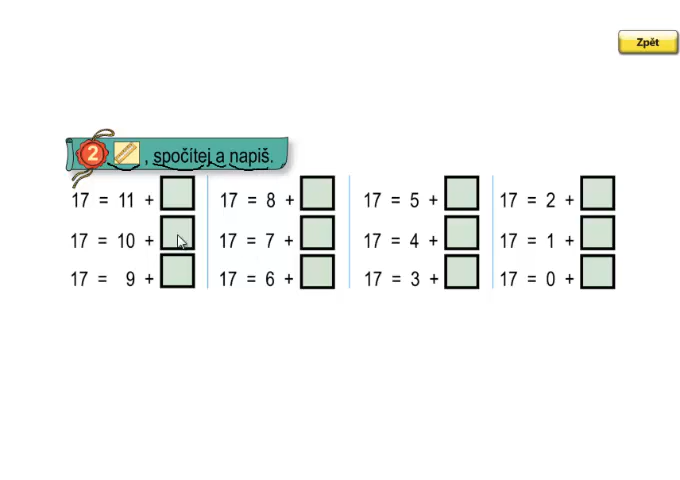 Zpět
2 , spočítej a napiš.
17 = 11 + 17 = 8 + 17 = 5 + 17 = 2 +
17 = 10 + 17 = 7 + 17 = 4 + 17 = 1 +
17 = 9 + 17 = 6 + 17 = 3 + 17 = 0 +